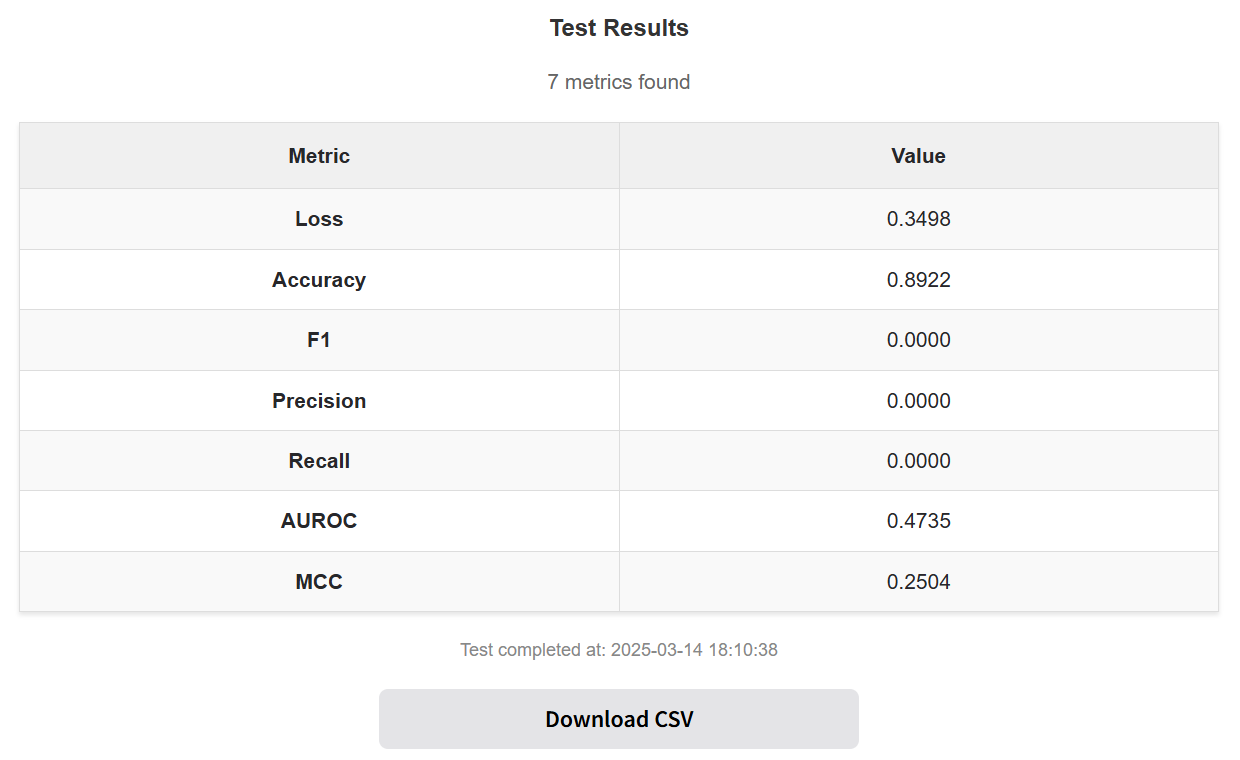 Test Results
7 metrics found
Metric Value
Loss 0.3498
Accuracy 0.8922
F1 0.0000
Precision 0.0000
Recall 0.0000
AUROC 0.4735
MCC 0.2504
Test completed at: 2025-03-14 18:10:38
Download CSV